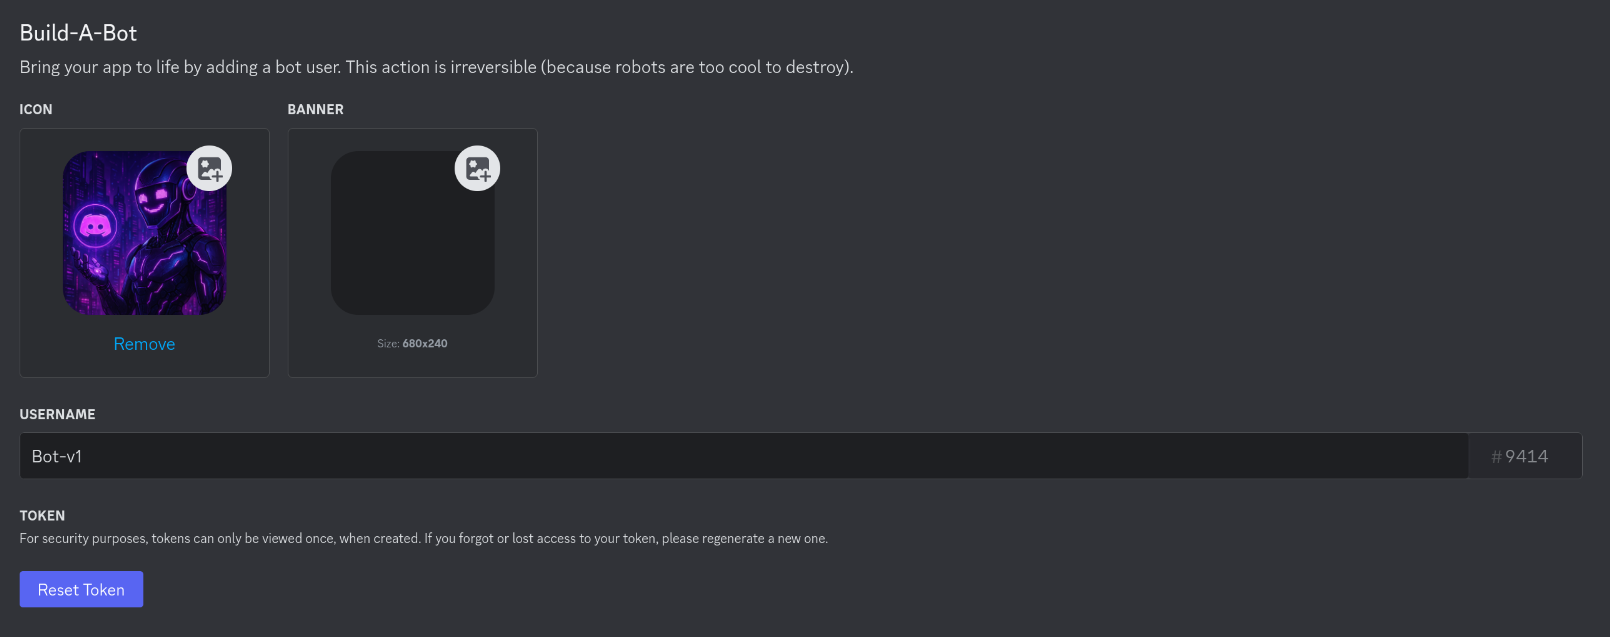 Build-A-Bot
Bring your app to life by adding a bot user. This action is irreversible (because robots are too cool to destroy).
ICON
BANNER
Remove
Size: 680x240
USERNAME
Bot-v1
#9414
TOKEN
For security purposes, tokens can only be viewed once, when created. If you forgot or lost access to your token, please regenerate a new one.
Reset Token